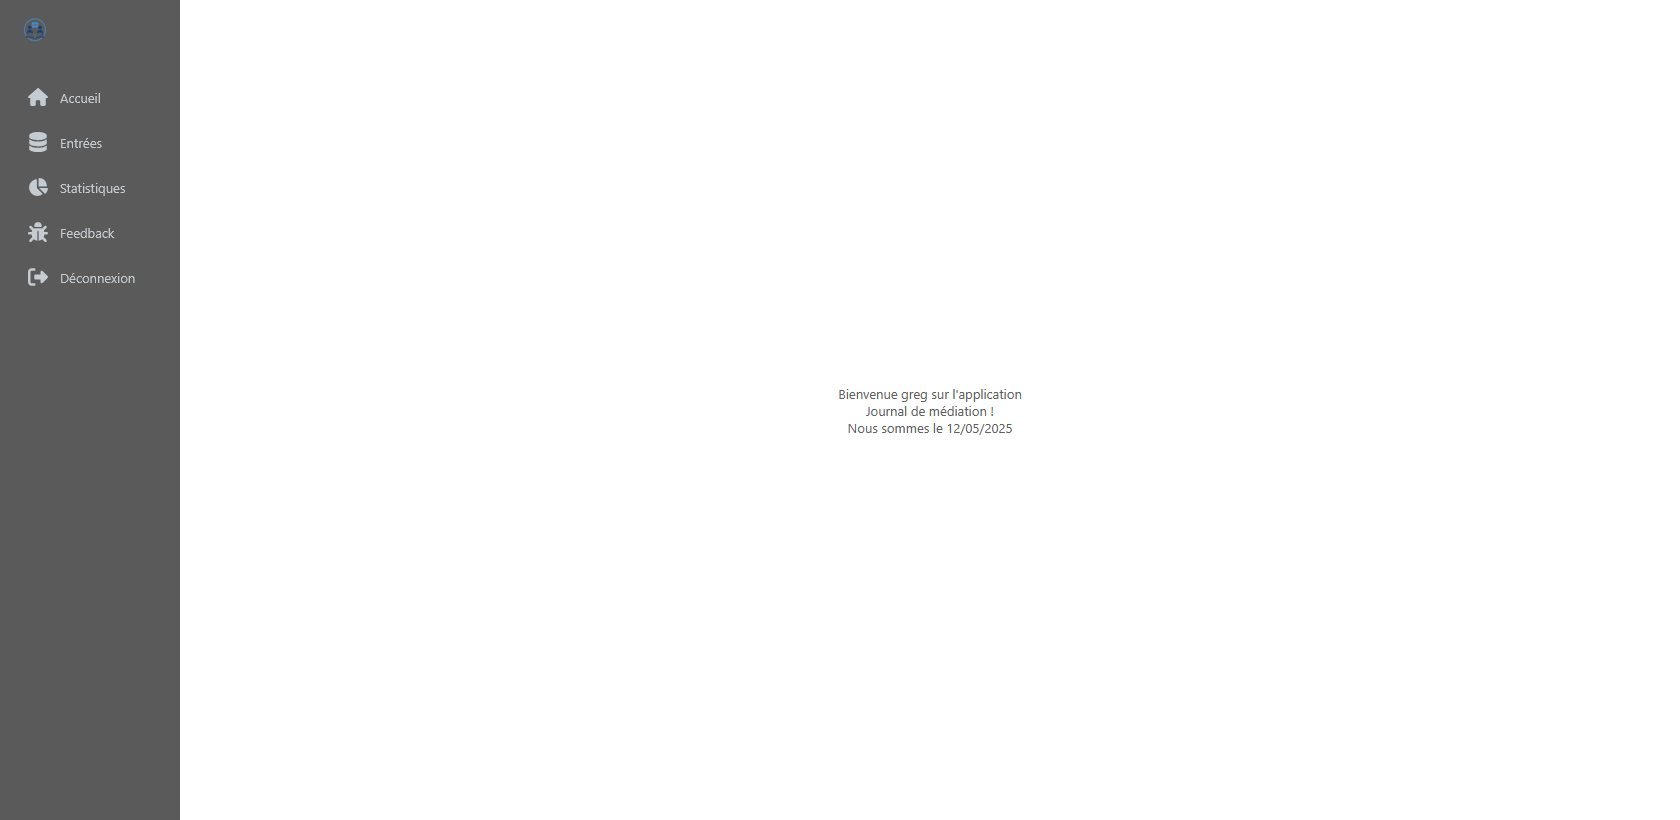 Accueil
Entrées
Statistiques
Feedback
Déconnexion
Bienvenue greg sur l'application
Journal de médiation !
Nous sommes le 12/05/2025